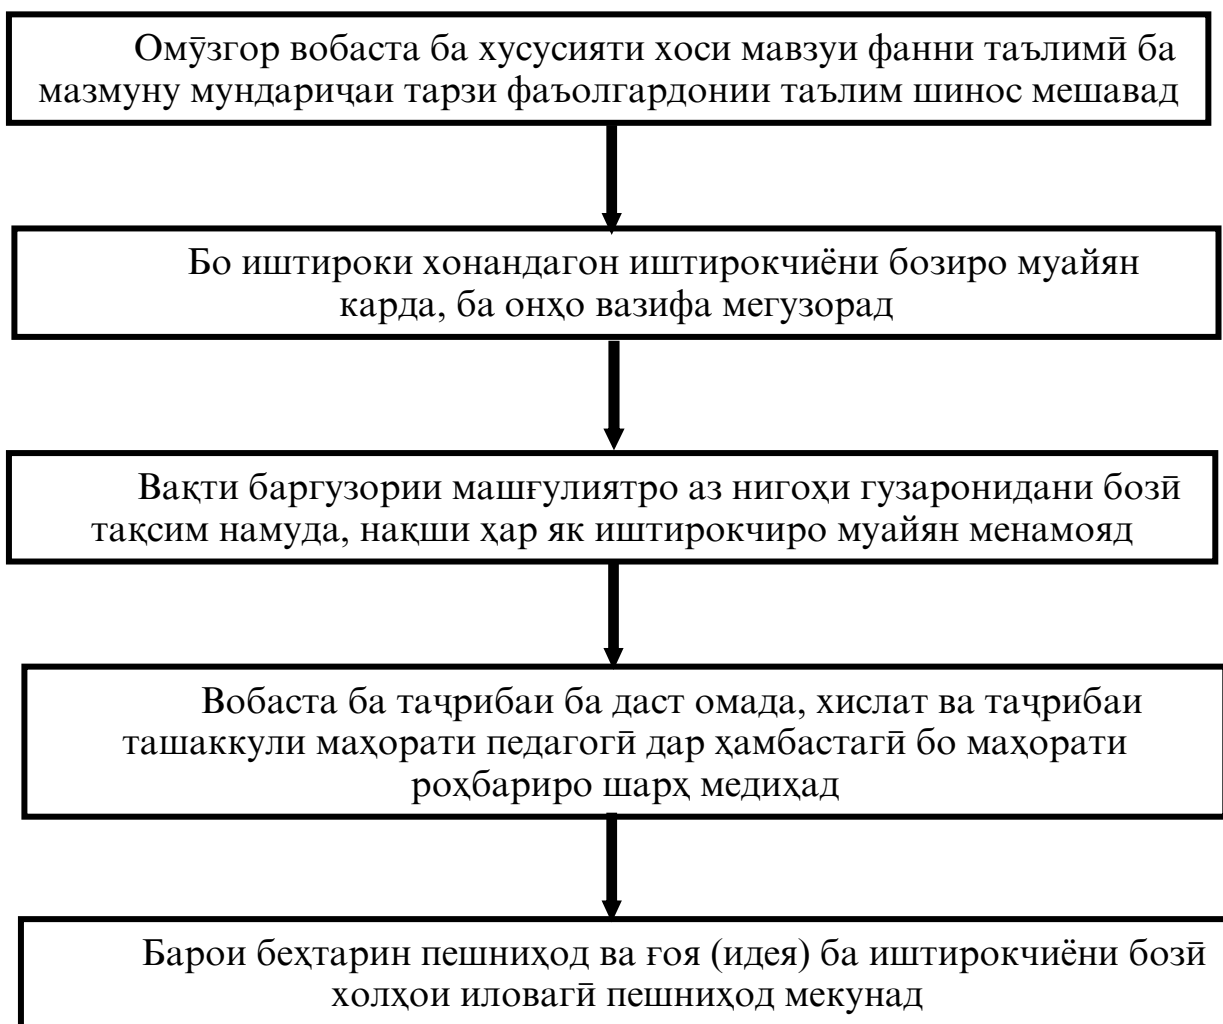 Омӯзгор вобаста ба хусусияти хоси мавзуи фанни таълимӣ ба
мазмуну мундариҷаи тарзи фаъолгардонии таълим шинос мешавад
Бо иштироки хонандагон иштирокчиёни бозиро муайян
карда, ба онҳо вазифа мегузорад
Вақти баргузории машғулиятро аз нигоҳи гузаронидани бозӣ
тақсим намуда, нақши ҳар як иштирокчиро муайян менамояд
Вобаста ба таҷрибаи ба даст омада, хислат ва таҷрибаи
ташаккули маҳорати педагогӣ дар ҳамбастагӣ бо маҳорати
роҳбариро шарҳ медиҳад
Барои беҳтарин пешниҳод ва ғоя (идея) ба иштирокчиёни бозӣ
холҳои иловагӣ пешниҳод мекунад